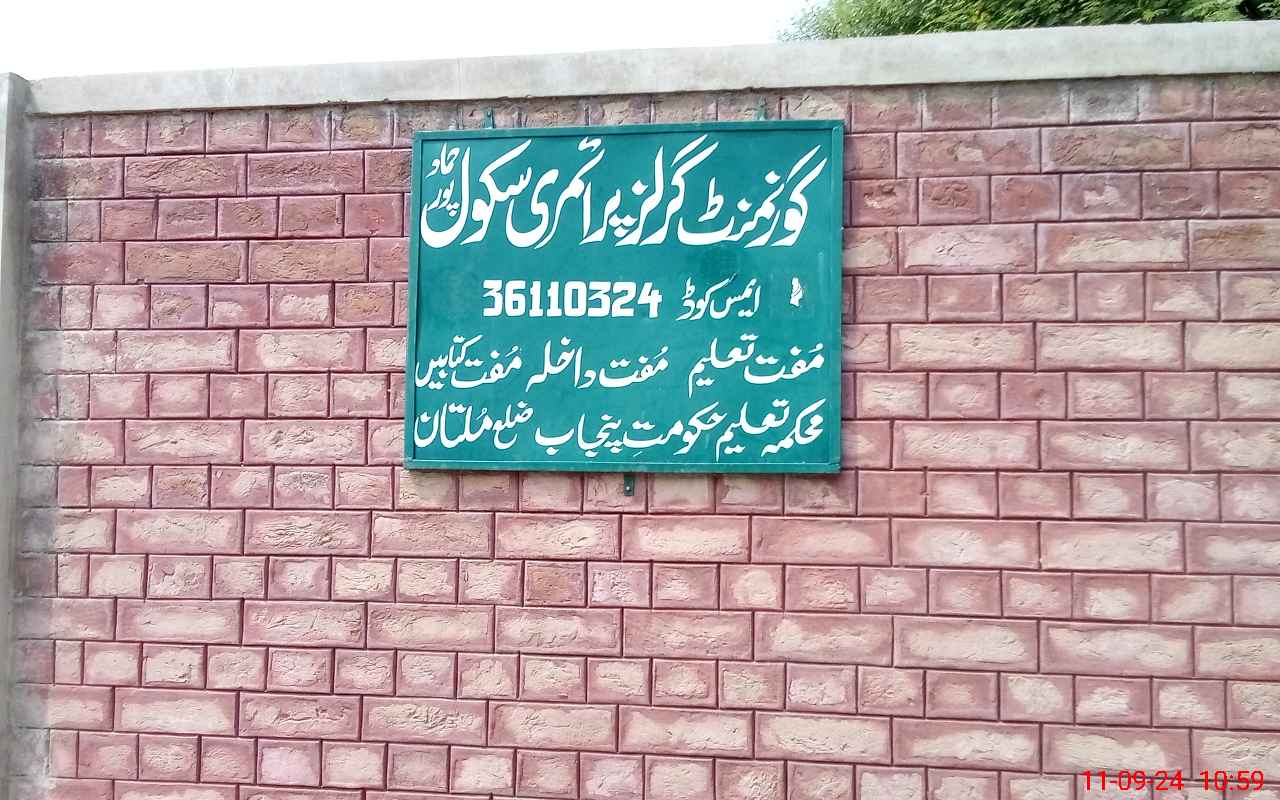 گورنمنٹ گرلز پرائمری سکول حماد پور
ایمس کوڈ 36110324
مُفت تعلیم مُفت داخلہ مُفت کتابیں
محکمہ تعلیم حکومتِ پنجاب ضلع مُلتان
11-09-24 10:59